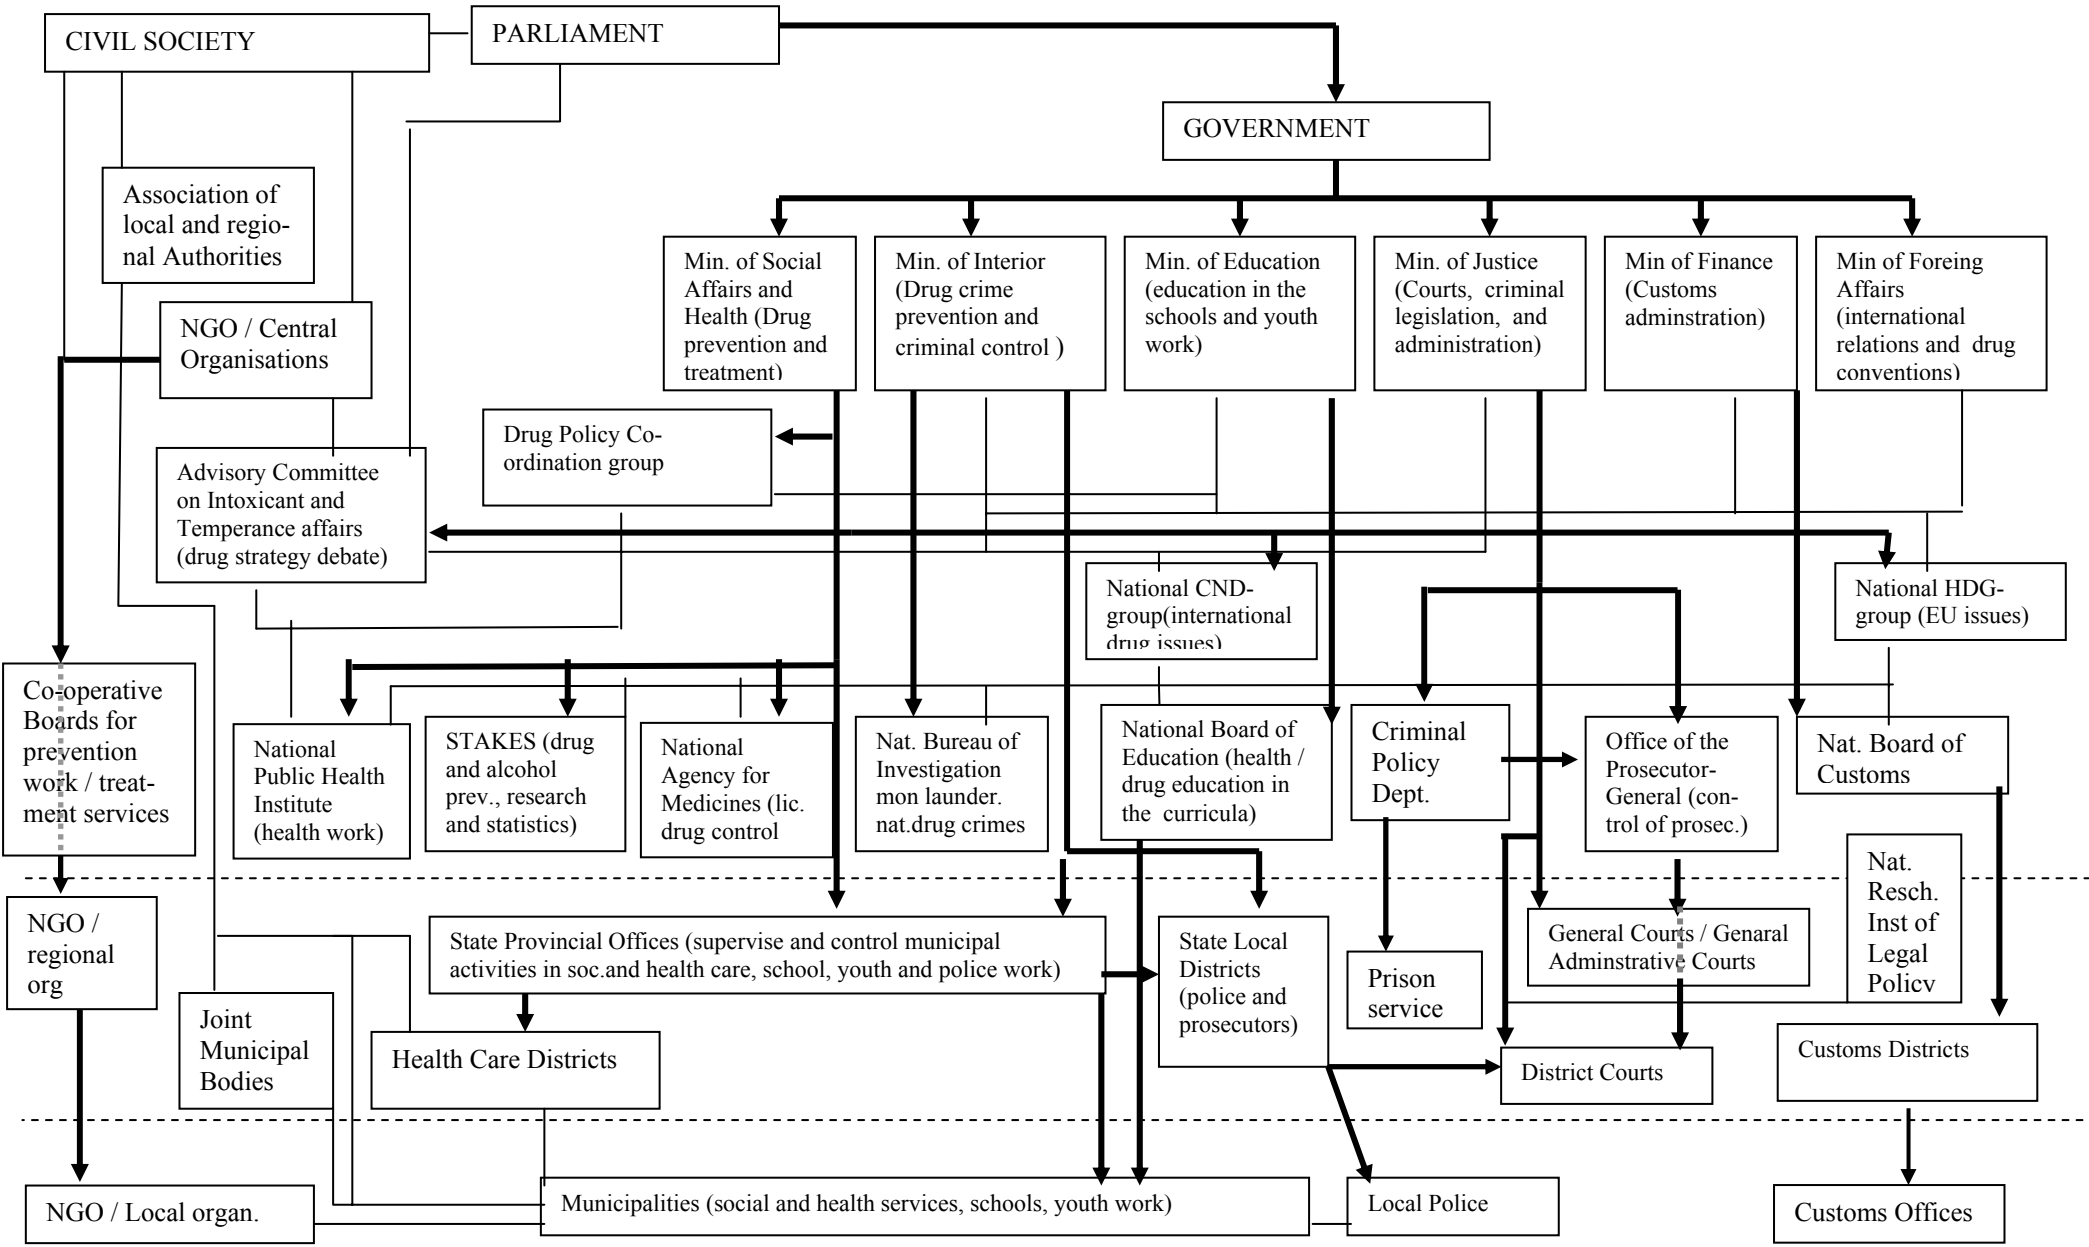 CIVIL SOCIETY
PARLIAMENT
GOVERNMENT
Association of
local and regio-
nal Authorities
NGO / Central
Organisations
Min. of Social
Affairs and
Health (Drug
prevention and
treatment)
Min. of Interior
(Drug crime
prevention and
criminal control )
Min. of Education
(education in the
schools and youth
work)
Min. of Justice
(Courts, criminal
legislation, and
administration)
Min of Finance
(Customs
adminstration)
Min of Foreing
Affairs
(international
relations and drug
conventions)
Drug Policy Co-
ordination group
Advisory Committee
on Intoxicant and
Temperance affairs
(drug strategy debate)
National CND-
group(international
drug issues)
National HDG-
group (EU issues)
Co-operative
Boards for
prevention
work / treat-
ment services
National
Public Health
Institute
(health work)
STAKES (drug
and alcohol
prev., research
and statistics)
National
Agency for
Medicines (lic.
drug control
Nat. Bureau of
Investigation
mon launder.
nat.drug crimes
National Board of
Education (health /
drug education in
the curricula)
Criminal
Policy
Dept.
Office of the
Prosecutor-
General (con-
trol of prosec.)
Nat. Board of
Customs
Nat.
Resch.
Inst of
Legal
Policy
NGO /
regional
org
State Provincial Offices (supervise and control municipal
activities in soc.and health care, school, youth and police work)
State Local
Districts
(police and
prosecutors)
Prison
service
General Courts / Genaral
Adminstrative Courts
Joint
Municipal
Bodies
Health Care Districts
District Courts
Customs Districts
NGO / Local organ.
Municipalities (social and health services, schools, youth work)
Local Police
Customs Offices